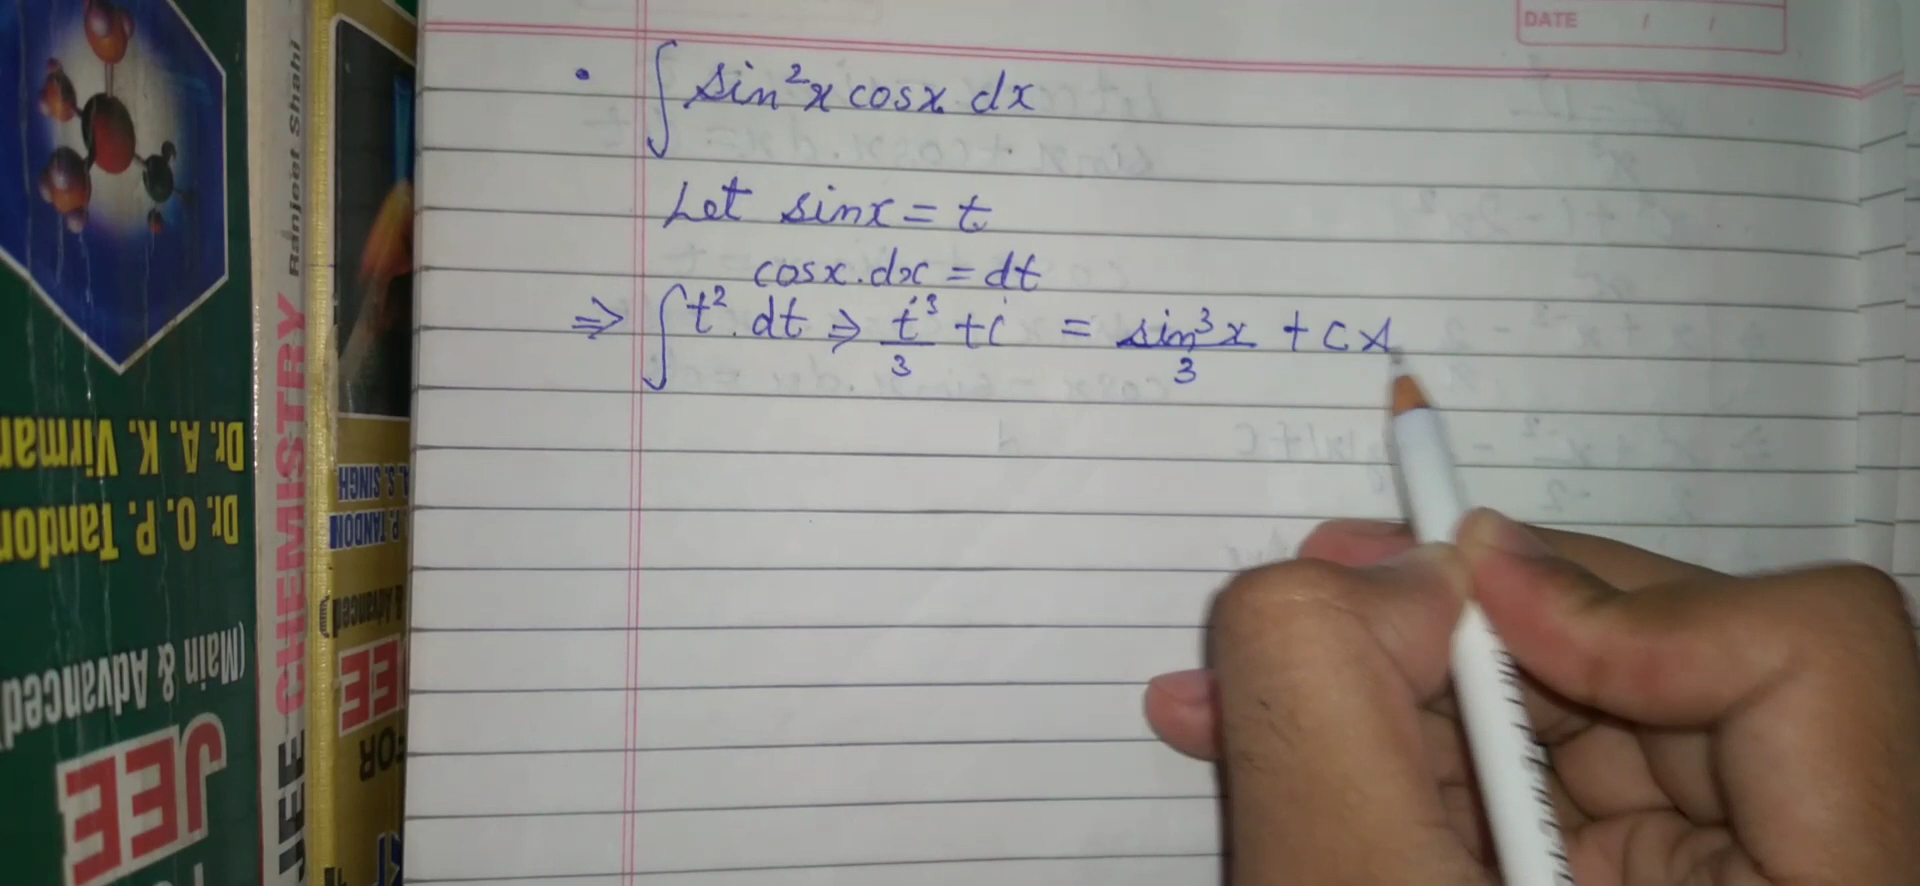 DATE / /
• ∫ sin²x cosx dx
Let sinx = t
cosx.dx = dt
⇒ ∫ t². dt ⇒ t³/3 + c = sin³x/3 + c
Dr. A. K. Virman
Dr. O. P. Tandon
(Main & Advanced)
JEE
JEE CHEMISTRY Ranjeet Shahi
A. S. SINGH
P. TANDON
& Advanced)
JEE
FOR